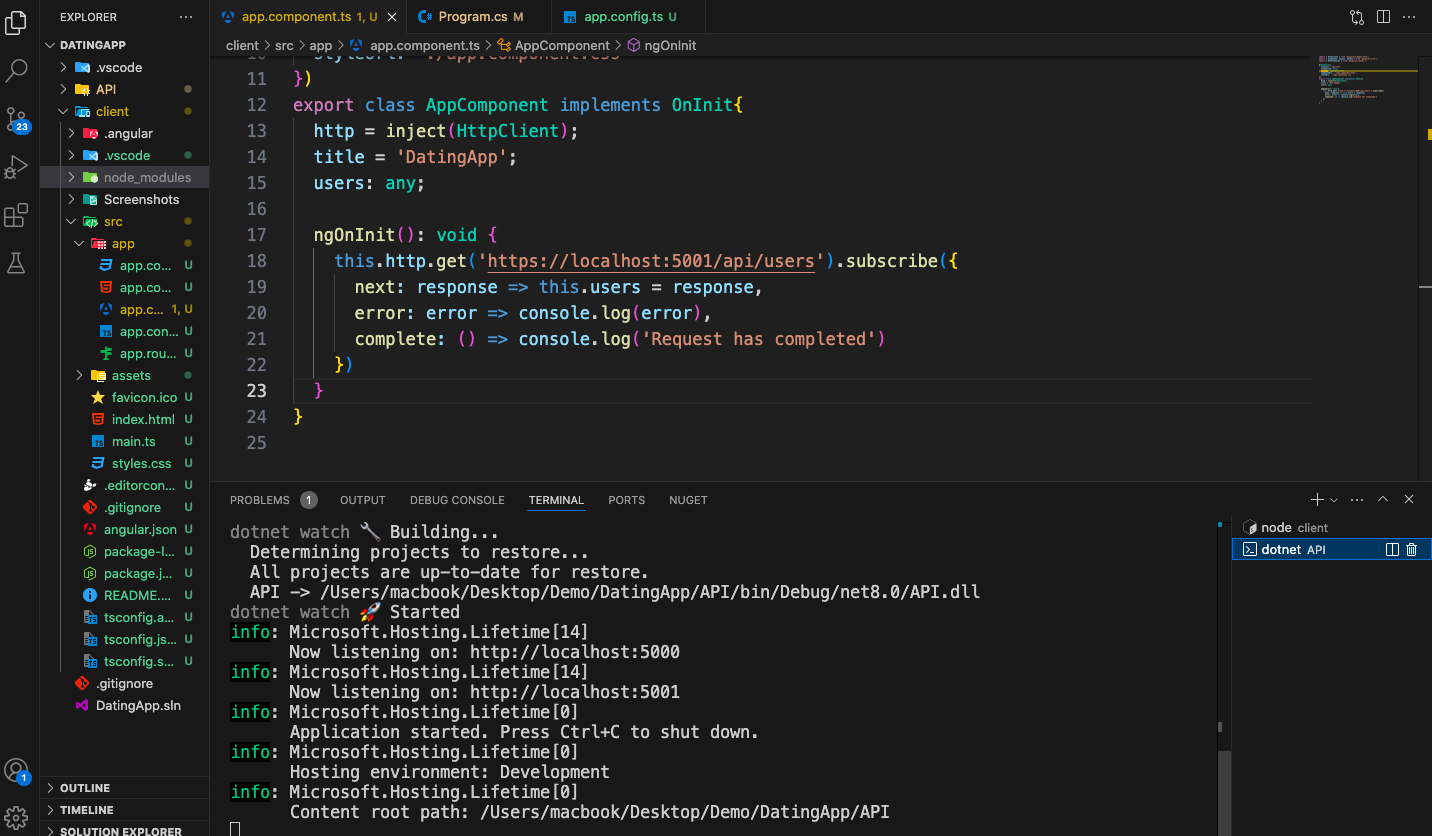 EXPLORER
DATINGAPP
.vscode
API
client
.angular
.vscode
node_modules
Screenshots
src
app
app.co... U
app.co... U
app.c... 1, U
app.con... U
app.rou... U
assets
favicon.ico U
index.html U
main.ts U
styles.css U
.editorcon... U
.gitignore U
angular.json U
package-l... U
package.j... U
README.... U
tsconfig.a... U
tsconfig.js... U
tsconfig.s... U
.gitignore
DatingApp.sln
OUTLINE
TIMELINE
SOLUTION EXPLORER
23
1
app.component.ts 1, U
Program.cs M
app.config.ts U
client > src > app > app.component.ts > AppComponent > ngOnInit
11 })
12 export class AppComponent implements OnInit{
13 http = inject(HttpClient);
14 title = 'DatingApp';
15 users: any;
16
17 ngOnInit(): void {
18 this.http.get('https://localhost:5001/api/users').subscribe({
19 next: response => this.users = response,
20 error: error => console.log(error),
21 complete: () => console.log('Request has completed')
22 })
23 }
24 }
25
PROBLEMS 1 OUTPUT DEBUG CONSOLE TERMINAL PORTS NUGET
dotnet watch 🔧 Building...
Determining projects to restore...
All projects are up-to-date for restore.
API -> /Users/macbook/Desktop/Demo/DatingApp/API/bin/Debug/net8.0/API.dll
dotnet watch 🚀 Started
info: Microsoft.Hosting.Lifetime[14]
Now listening on: http://localhost:5000
info: Microsoft.Hosting.Lifetime[14]
Now listening on: http://localhost:5001
info: Microsoft.Hosting.Lifetime[0]
Application started. Press Ctrl+C to shut down.
info: Microsoft.Hosting.Lifetime[0]
Hosting environment: Development
info: Microsoft.Hosting.Lifetime[0]
Content root path: /Users/macbook/Desktop/Demo/DatingApp/API
node client
dotnet API